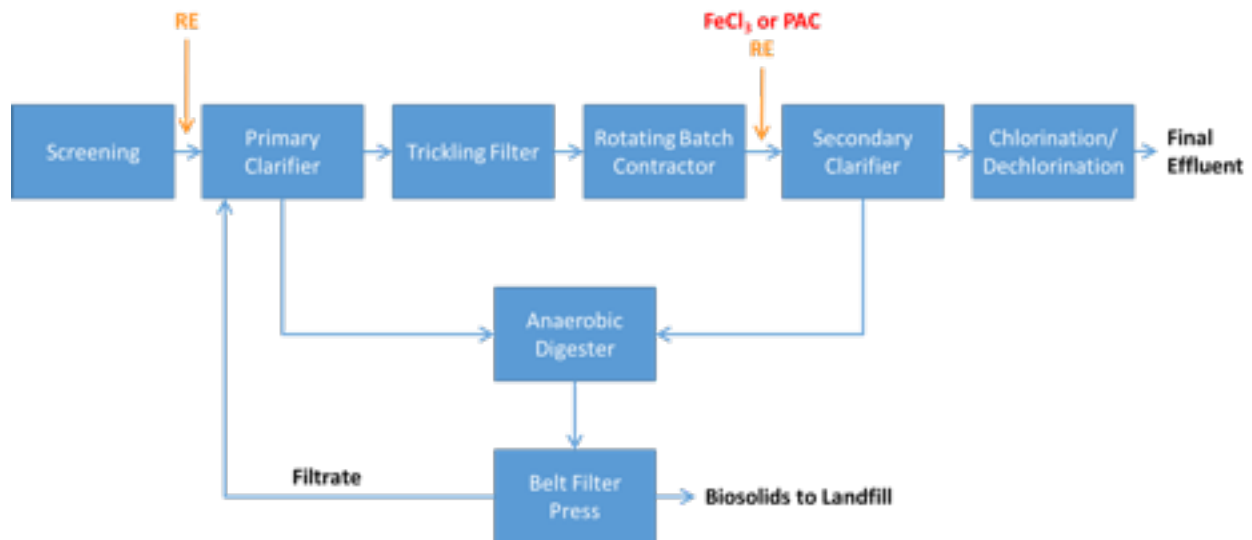 RE
FeCl₃ or PAC
RE
Screening
Primary
Clarifier
Trickling Filter
Rotating Batch
Contractor
Secondary
Clarifier
Chlorination/
Dechlorination
Final
Effluent
Anaerobic
Digester
Filtrate
Belt Filter
Press
Biosolids to Landfill